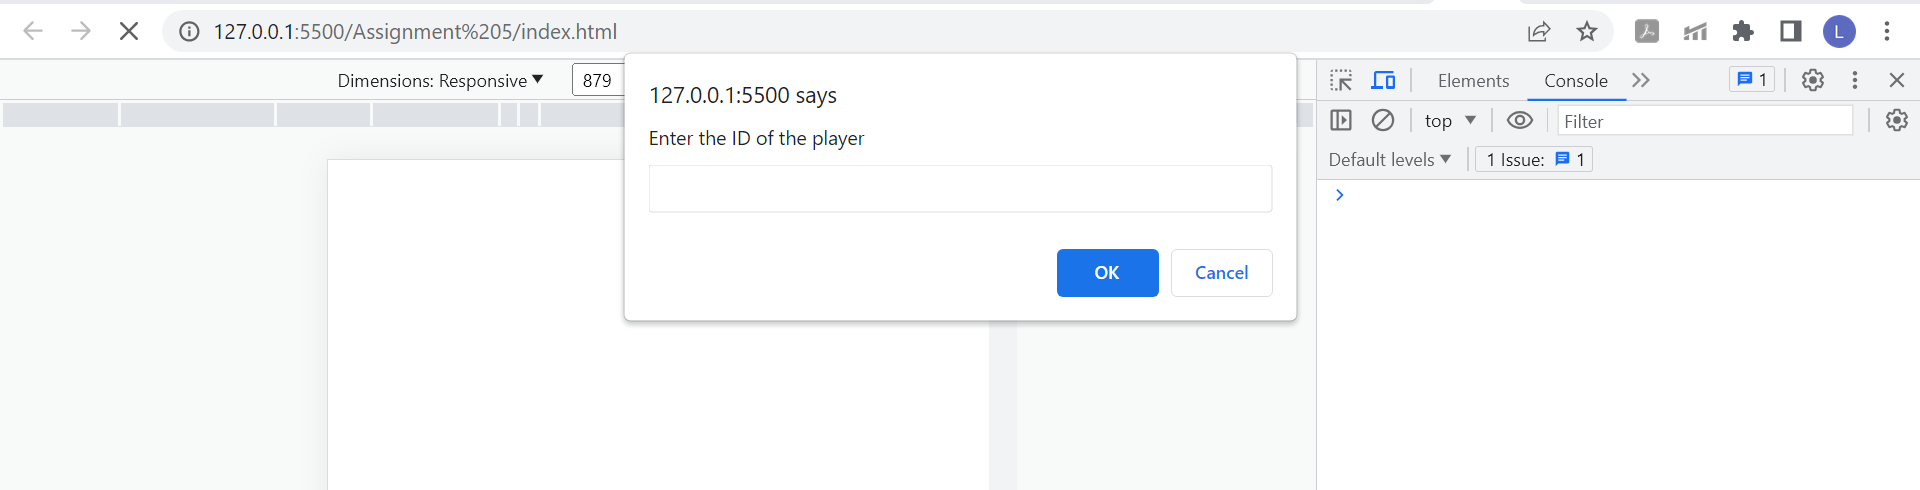 127.0.0.1:5500/Assignment%205/index.html
L
Dimensions: Responsive
879
127.0.0.1:5500 says
Enter the ID of the player
OK
Cancel
Elements
Console
1
top
Filter
Default levels
1 Issue:
1